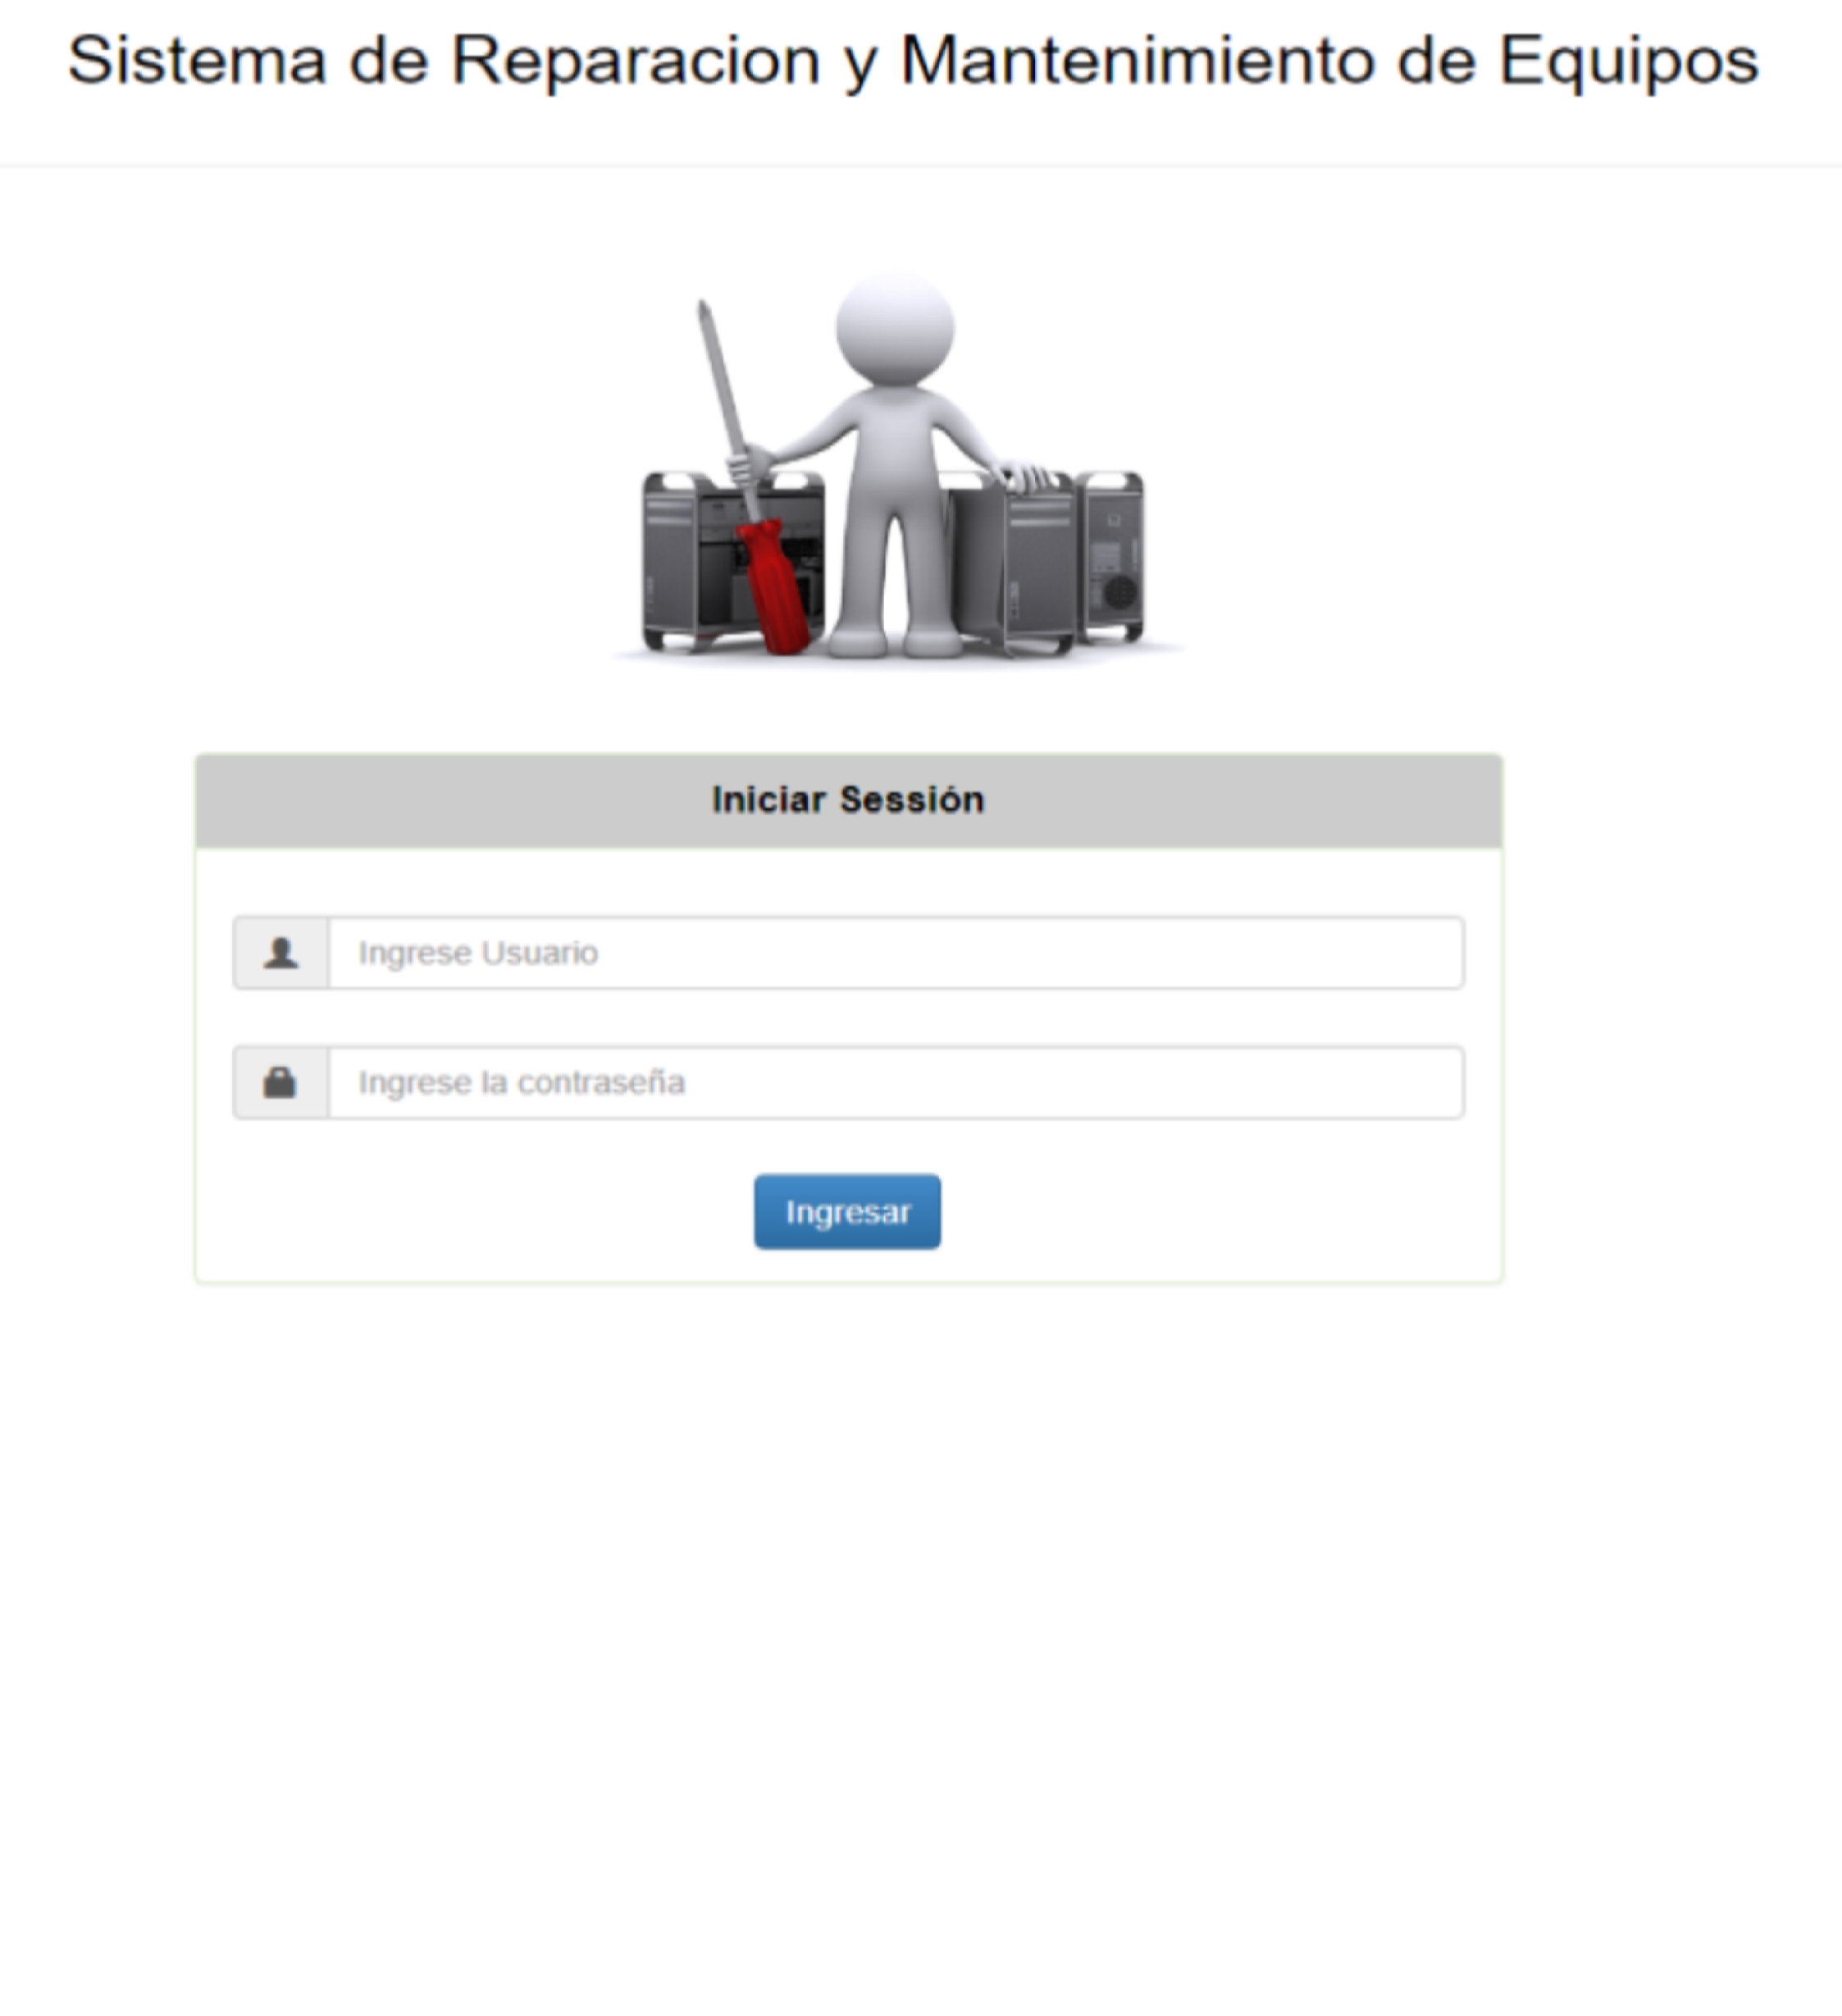 Sistema de Reparacion y Mantenimiento de Equipos
Iniciar Sessión
Ingrese Usuario
Ingrese la contraseña
Ingresar